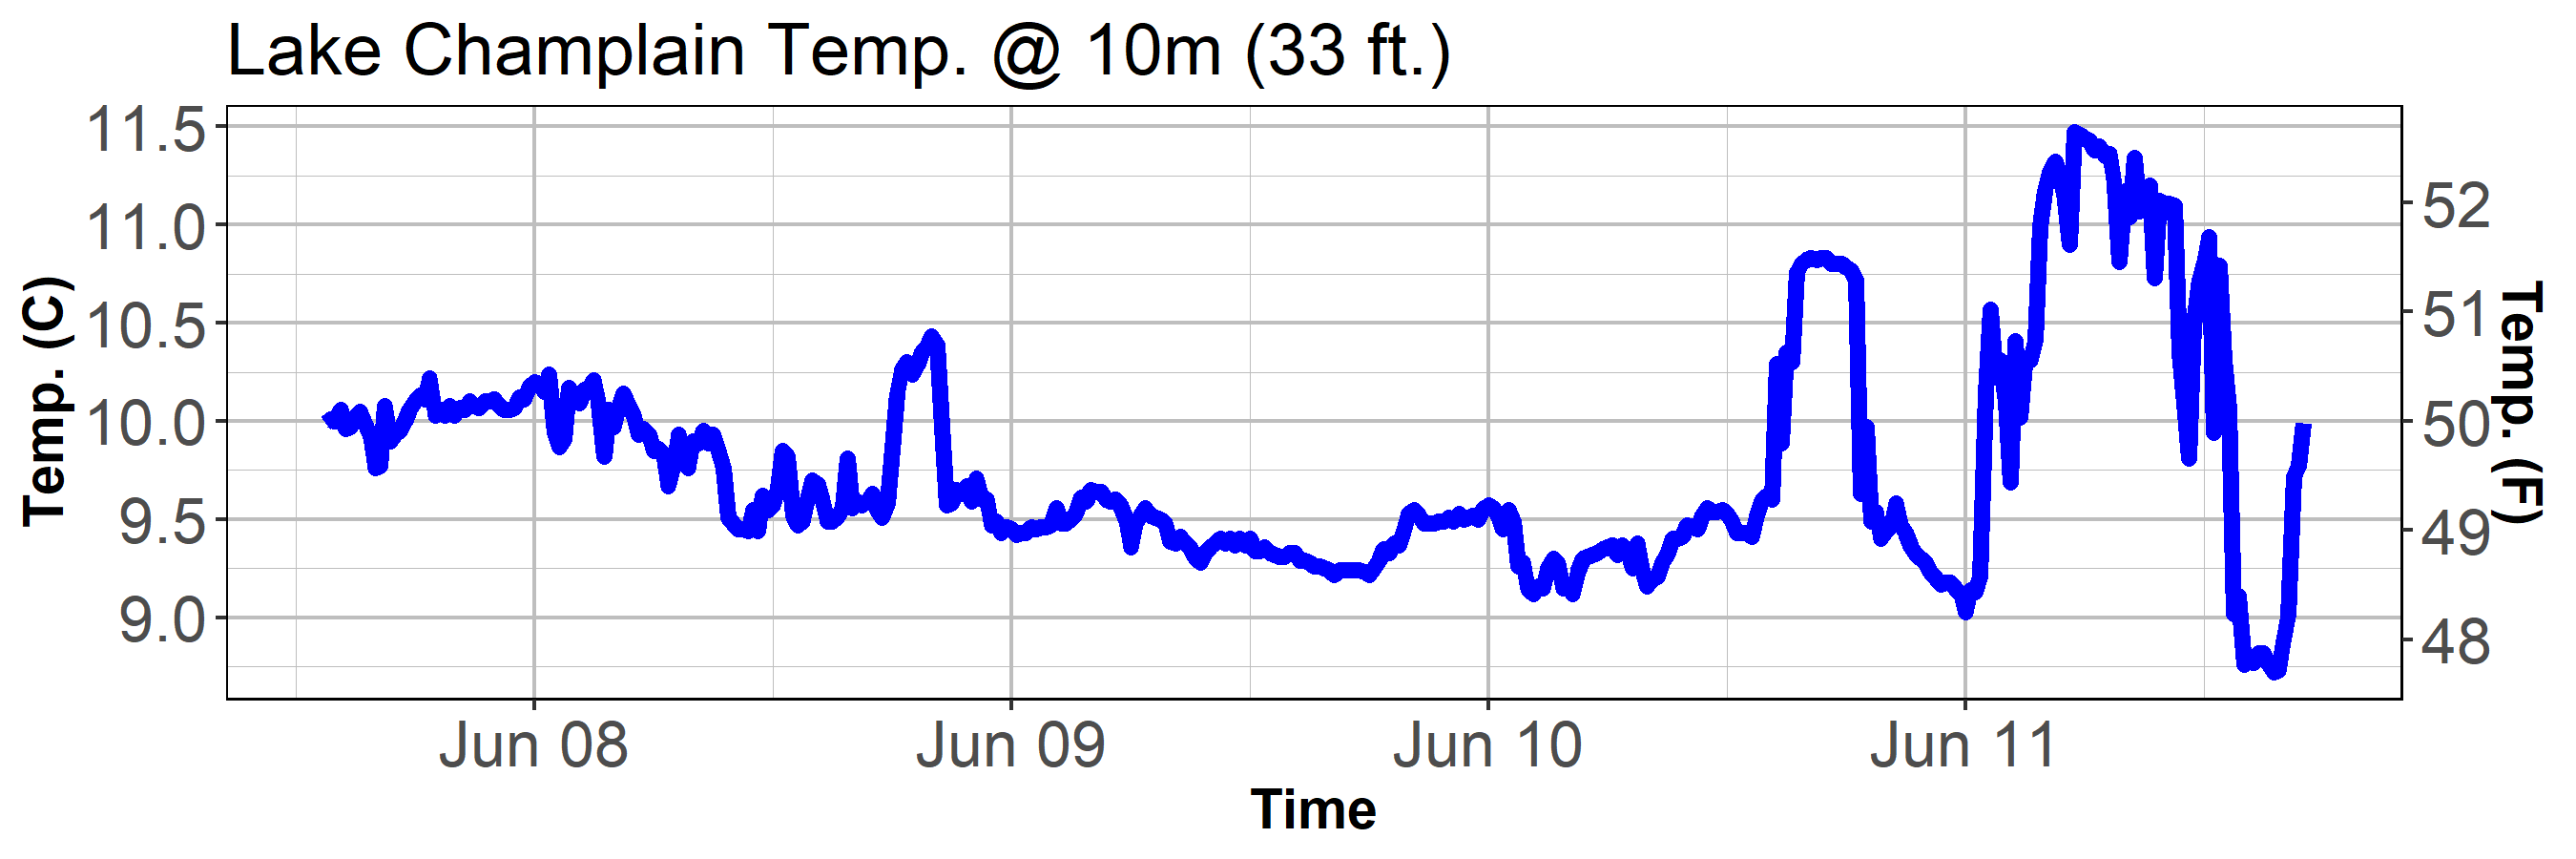 Lake Champlain Temp. @ 10m (33 ft.)
11.5
11.0
10.5
10.0
9.5
9.0
Temp. (C)
52
51
50
49
48
Temp. (F)
Jun 08 Jun 09 Jun 10 Jun 11
Time